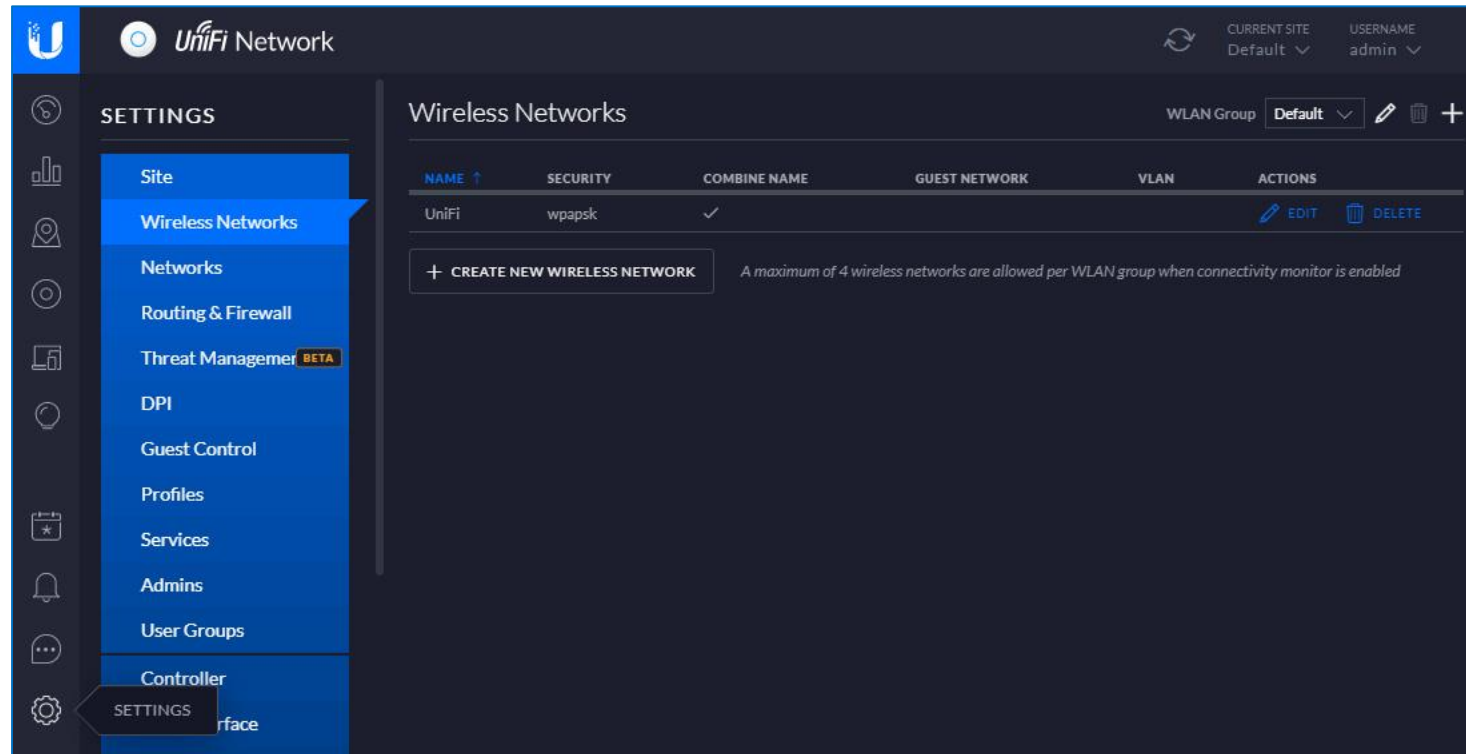 UniFi Network
CURRENT SITE
Default
USERNAME
admin
SETTINGS
Site
Wireless Networks
Networks
Routing & Firewall
Threat Managemen BETA
DPI
Guest Control
Profiles
Services
Admins
User Groups
Controller
rface
SETTINGS
Wireless Networks
WLAN Group Default
NAME ↑ SECURITY COMBINE NAME GUEST NETWORK VLAN ACTIONS
UniFi wpapsk ✓ EDIT DELETE
+ CREATE NEW WIRELESS NETWORK A maximum of 4 wireless networks are allowed per WLAN group when connectivity monitor is enabled